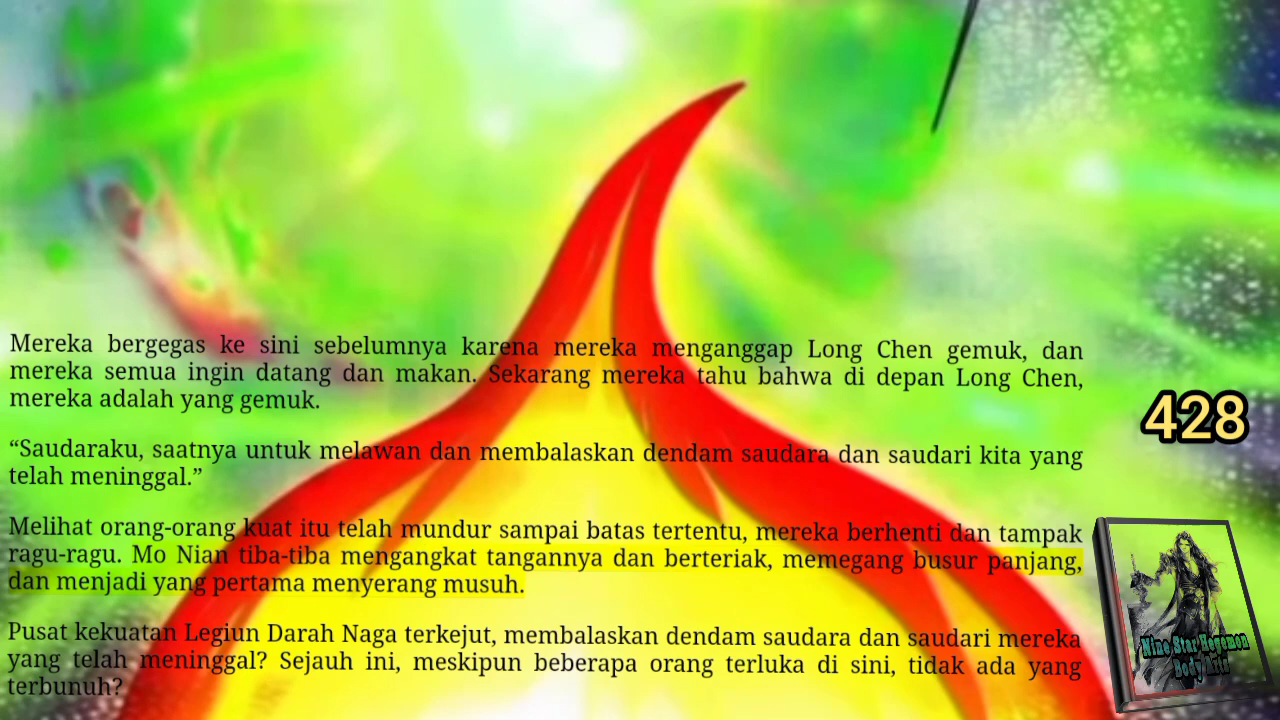 Mereka bergegas ke sini sebelumnya karena mereka menganggap Long Chen gemuk, dan
mereka semua ingin datang dan makan. Sekarang mereka tahu bahwa di depan Long Chen,
mereka adalah yang gemuk.
“Saudaraku, saatnya untuk melawan dan membalaskan dendam saudara dan saudari kita yang
telah meninggal.”
Melihat orang-orang kuat itu telah mundur sampai batas tertentu, mereka berhenti dan tampak
ragu-ragu. Mo Nian tiba-tiba mengangkat tangannya dan berteriak, memegang busur panjang,
dan menjadi yang pertama menyerang musuh.
Pusat kekuatan Legiun Darah Naga terkejut, membalaskan dendam saudara dan saudari mereka
yang telah meninggal? Sejauh ini, meskipun beberapa orang terluka di sini, tidak ada yang
terbunuh?
428
Nine Star Hegemon
Body Arts